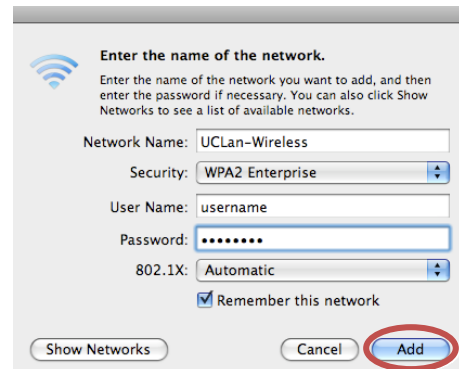 Enter the name of the network.
Enter the name of the network you want to add, and then
enter the password if necessary. You can also click Show
Networks to see a list of available networks.
Network Name: UCLan-Wireless
Security: WPA2 Enterprise
User Name: username
Password: ••••••••
802.1X: Automatic
Remember this network
Show Networks Cancel Add